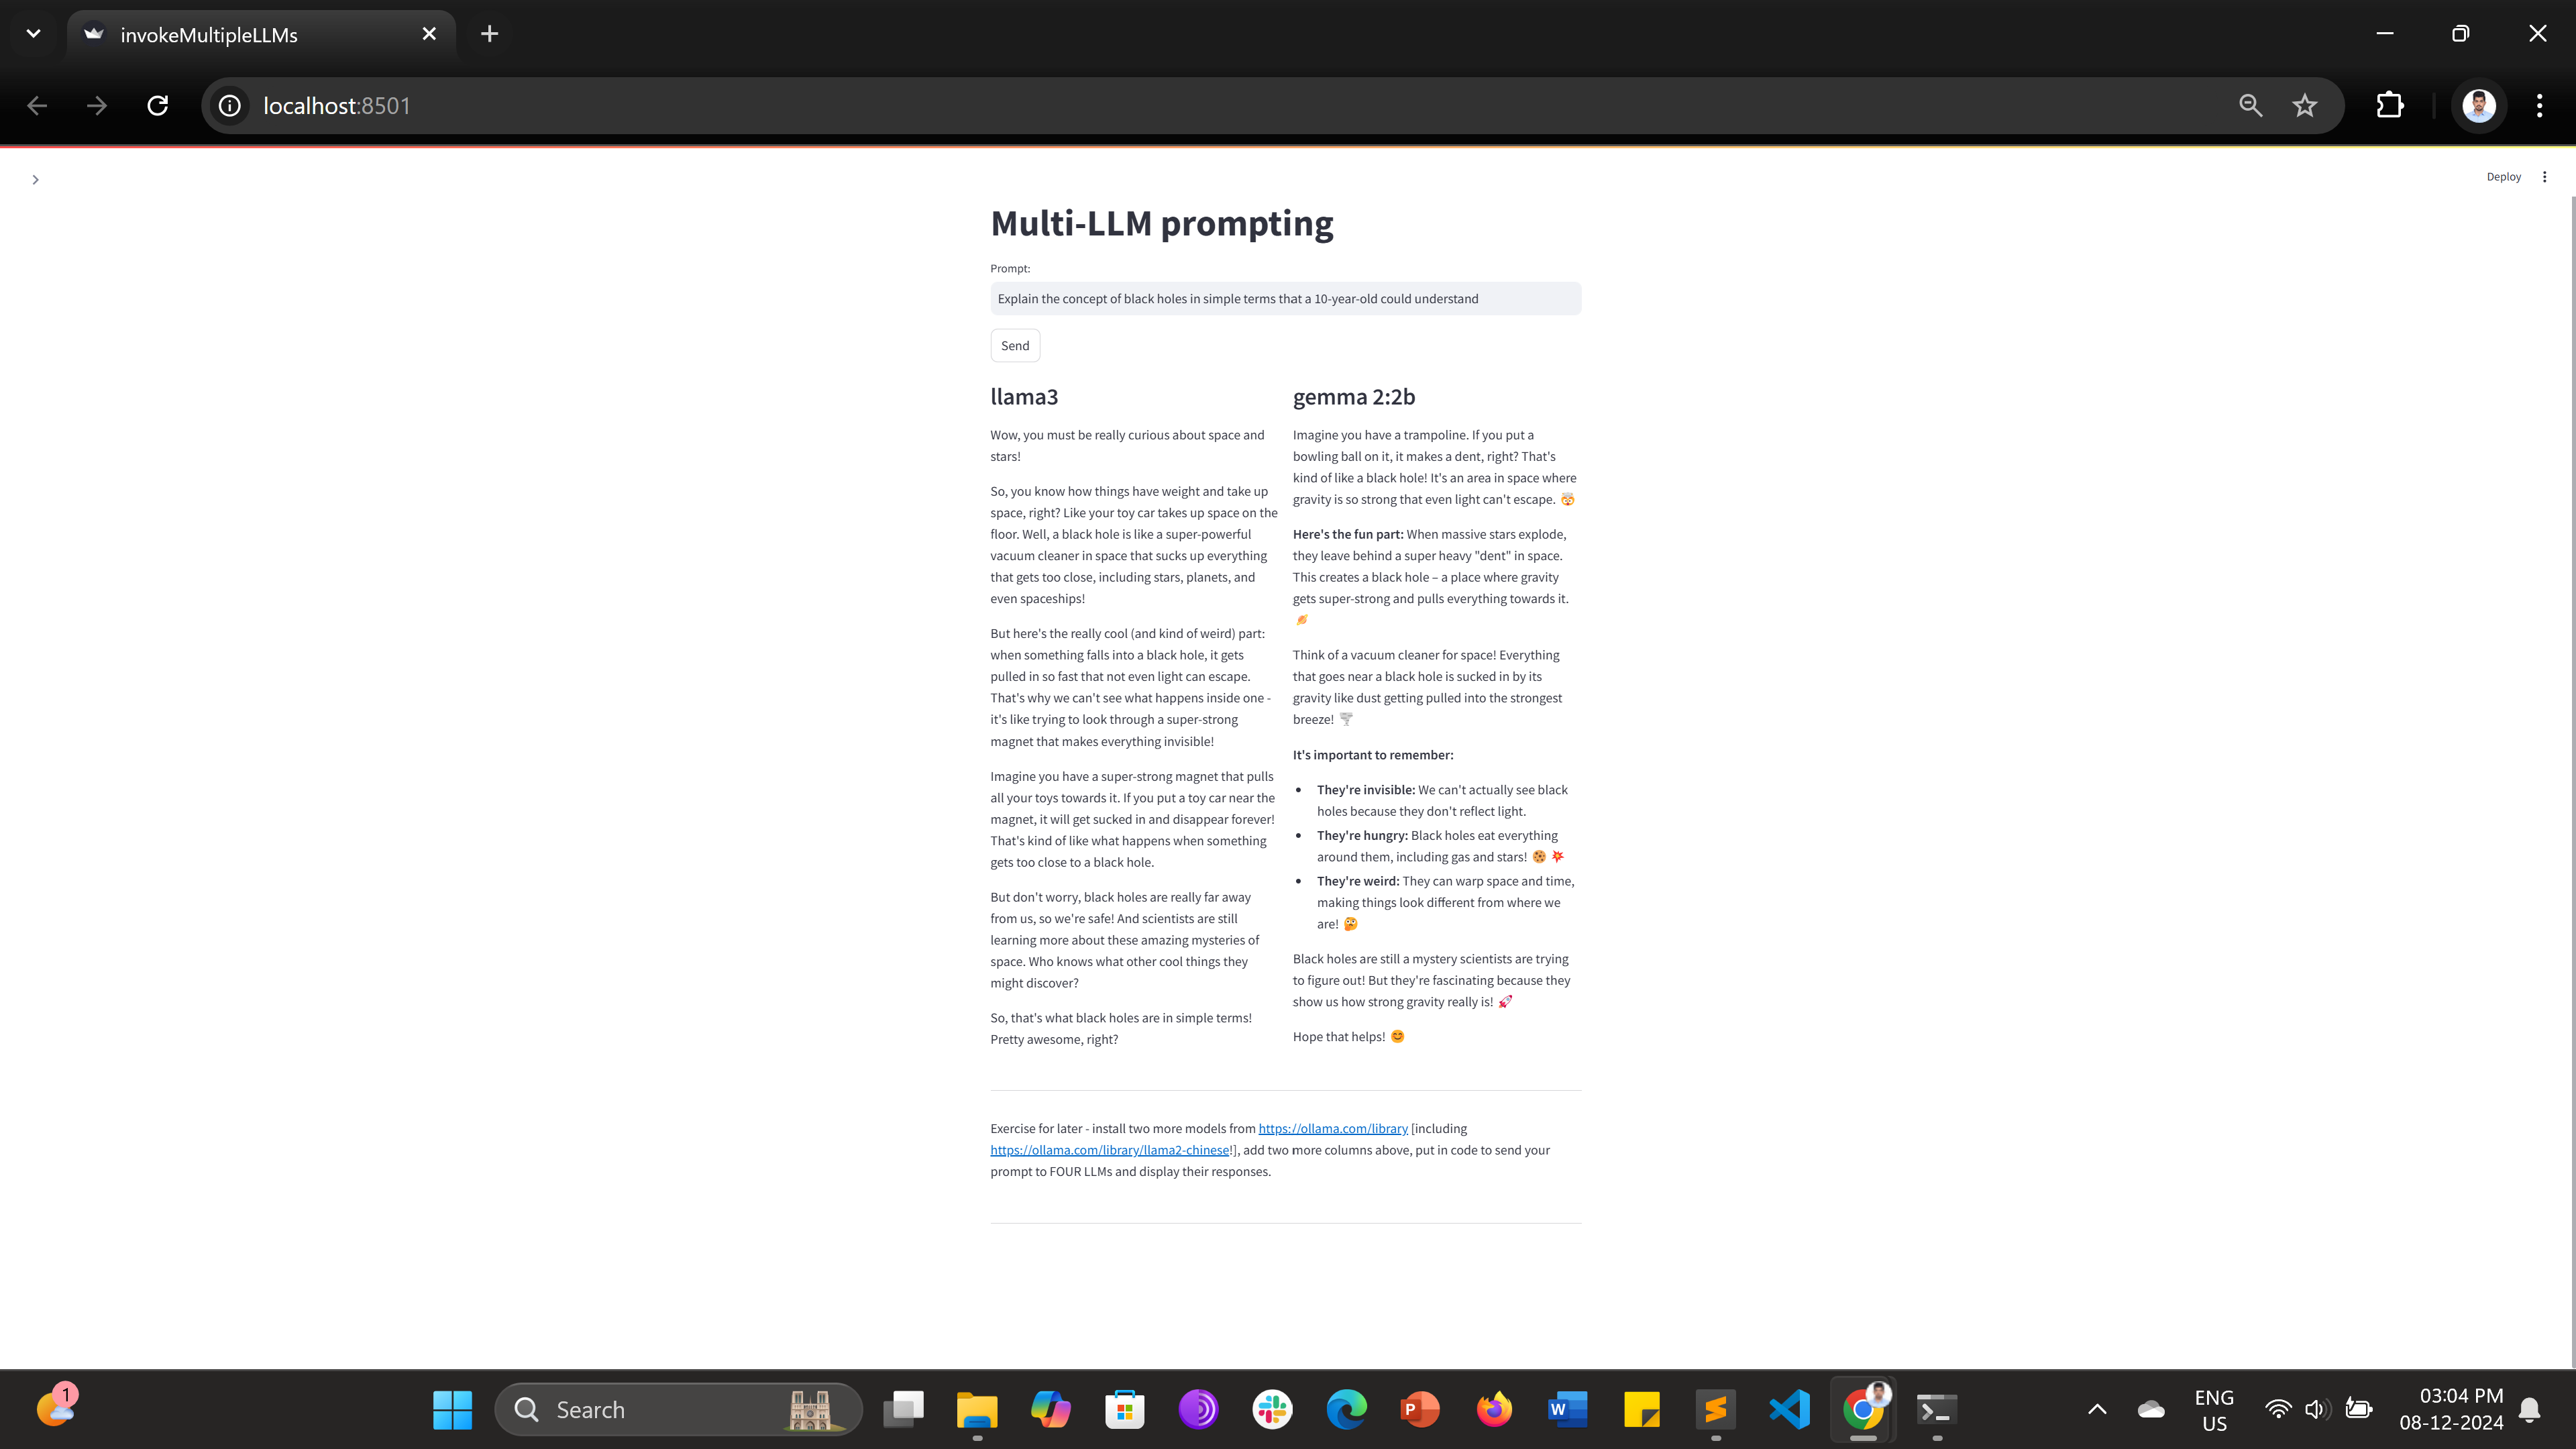 invokeMultipleLLMs
localhost:8501
Deploy
Multi-LLM prompting
Prompt:
Explain the concept of black holes in simple terms that a 10-year-old could understand
Send
llama3
Wow, you must be really curious about space and
stars!
So, you know how things have weight and take up
space, right? Like your toy car takes up space on the
floor. Well, a black hole is like a super-powerful
vacuum cleaner in space that sucks up everything
that gets too close, including stars, planets, and
even spaceships!
But here's the really cool (and kind of weird) part:
when something falls into a black hole, it gets
pulled in so fast that not even light can escape.
That's why we can't see what happens inside one -
it's like trying to look through a super-strong
magnet that makes everything invisible!
Imagine you have a super-strong magnet that pulls
all your toys towards it. If you put a toy car near the
magnet, it will get sucked in and disappear forever!
That's kind of like what happens when something
gets too close to a black hole.
But don't worry, black holes are really far away
from us, so we're safe! And scientists are still
learning more about these amazing mysteries of
space. Who knows what other cool things they
might discover?
So, that's what black holes are in simple terms!
Pretty awesome, right?
gemma 2:2b
Imagine you have a trampoline. If you put a
bowling ball on it, it makes a dent, right? That's
kind of like a black hole! It's an area in space where
gravity is so strong that even light can't escape. 🤯
Here's the fun part: When massive stars explode,
they leave behind a super heavy "dent" in space.
This creates a black hole – a place where gravity
gets super-strong and pulls everything towards it.
🪐
Think of a vacuum cleaner for space! Everything
that goes near a black hole is sucked in by its
gravity like dust getting pulled into the strongest
breeze! 🌪️
It's important to remember:
• They're invisible: We can't actually see black
holes because they don't reflect light.
• They're hungry: Black holes eat everything
around them, including gas and stars! 🍪 💥
• They're weird: They can warp space and time,
making things look different from where we
are! 🤔
Black holes are still a mystery scientists are trying
to figure out! But they're fascinating because they
show us how strong gravity really is! 🚀
Hope that helps! 😊
Exercise for later - install two more models from https://ollama.com/library [including
https://ollama.com/library/llama2-chinese!], add two more columns above, put in code to send your
prompt to FOUR LLMs and display their responses.
1
Search
P
W
ENG
US
03:04 PM
08-12-2024